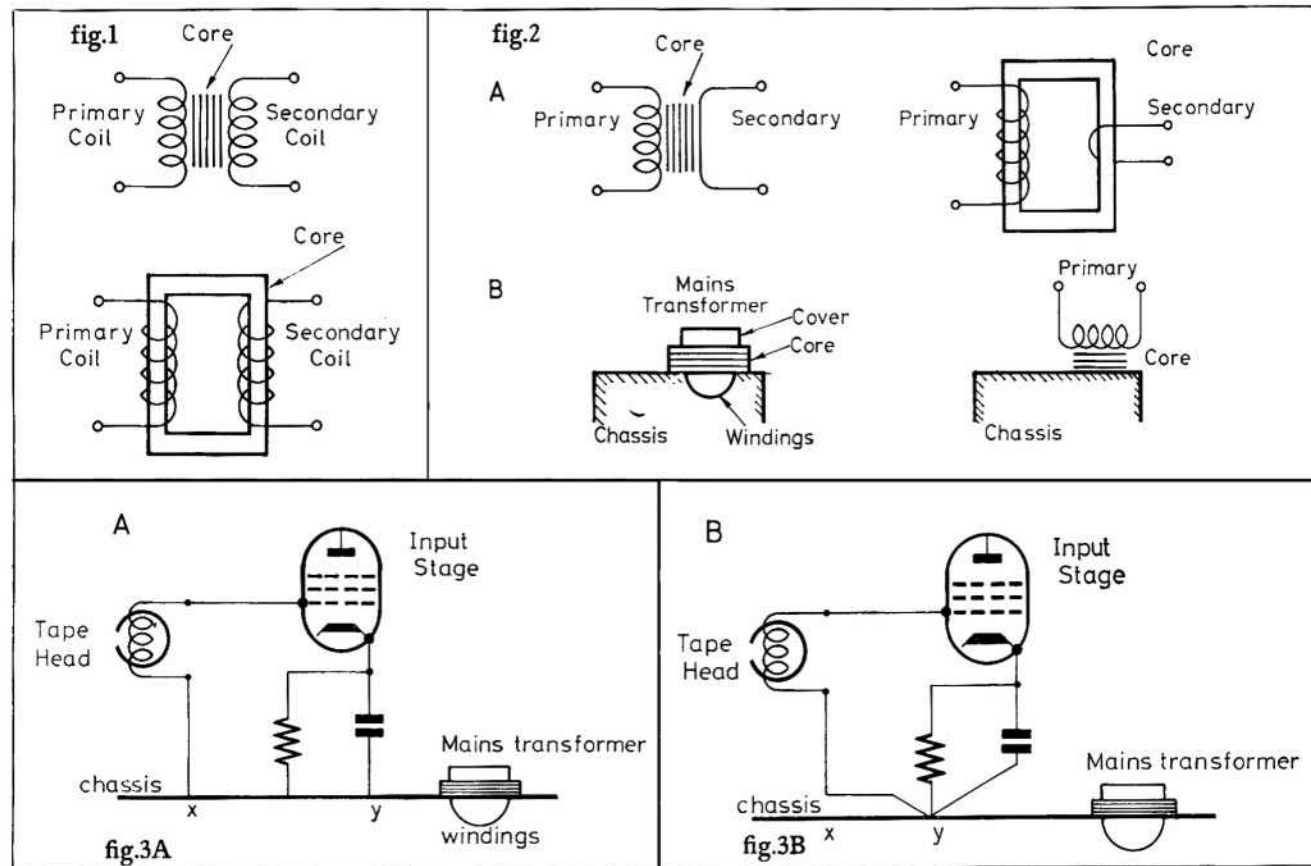 fig.1
Core
Primary
Coil
Secondary
Coil
Core
Primary
Coil
Secondary
Coil
fig.2
A
Core
Primary
Secondary
Core
Primary
Secondary
B
Mains
Transformer
Cover
Core
Chassis
Windings
Primary
Core
Chassis
A
Input
Stage
Tape
Head
Mains transformer
chassis
x
y
windings
fig.3A
B
Input
Stage
Tape
Head
Mains transformer
chassis
x
y
fig.3B